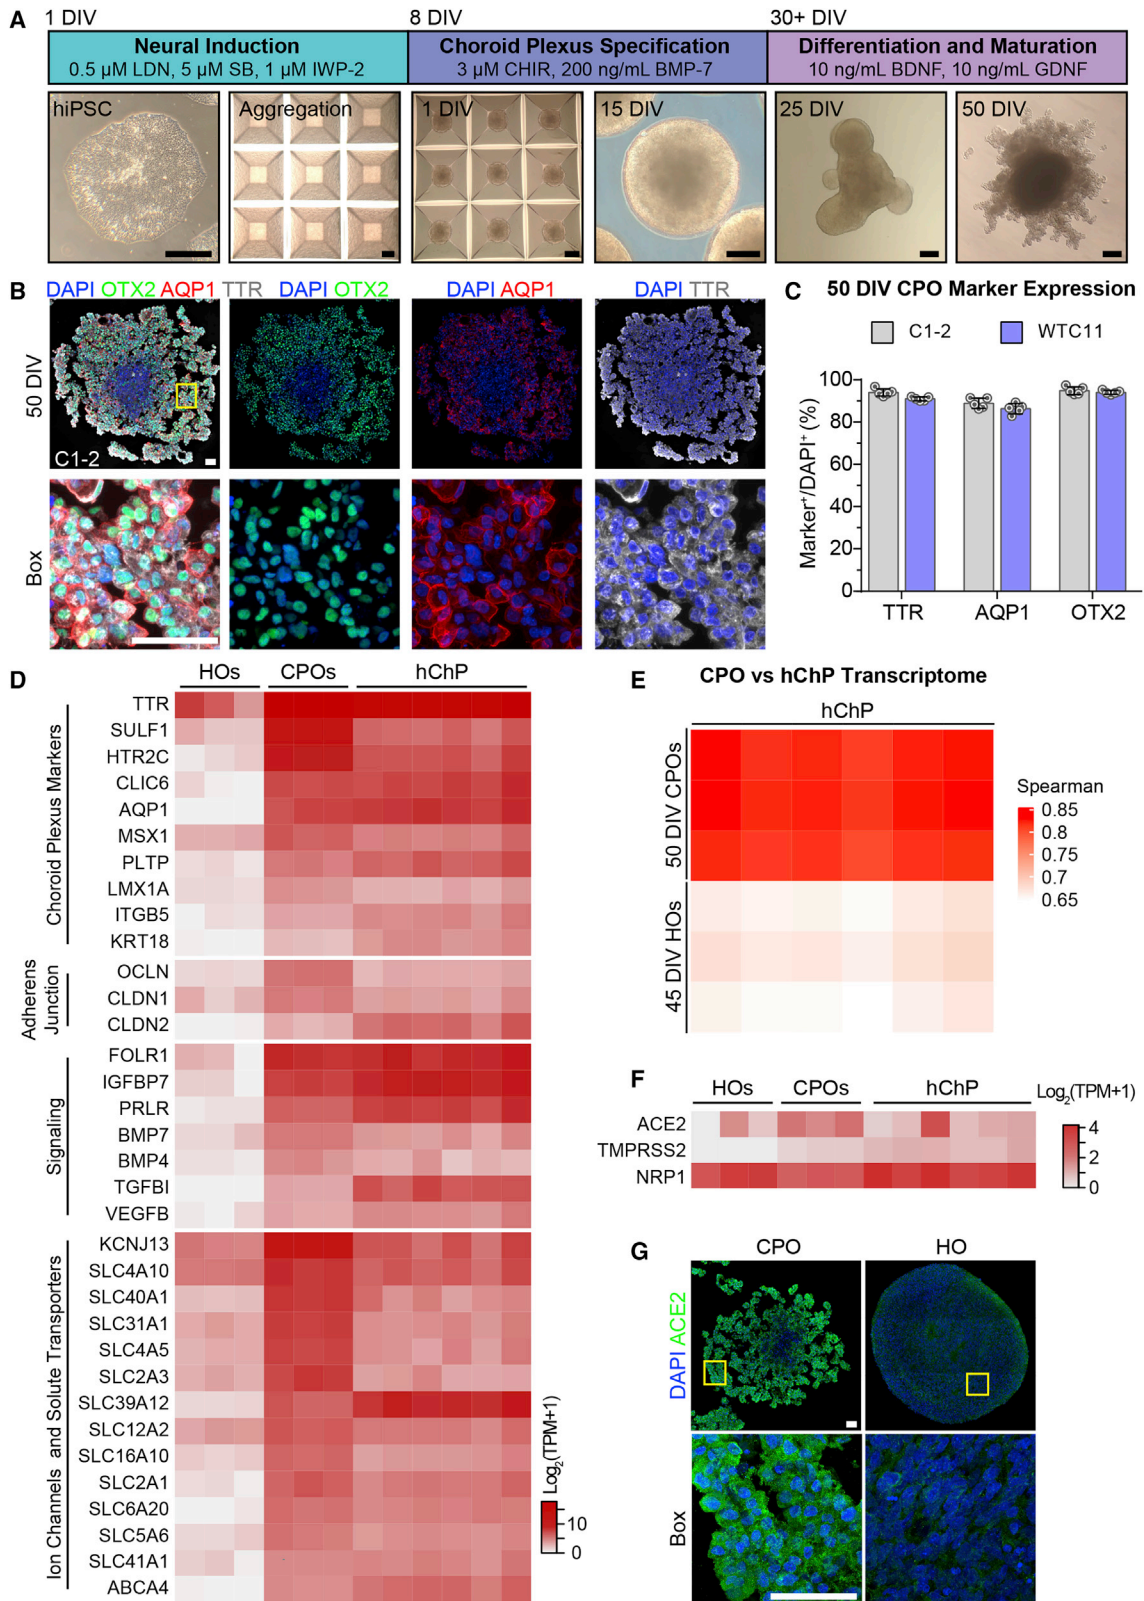 A
1 DIV
8 DIV
30+ DIV
Neural Induction
0.5 µM LDN, 5 µM SB, 1 µM IWP-2
Choroid Plexus Specification
3 µM CHIR, 200 ng/mL BMP-7
Differentiation and Maturation
10 ng/mL BDNF, 10 ng/mL GDNF
hiPSC
Aggregation
1 DIV
15 DIV
25 DIV
50 DIV
B
DAPI OTX2 AQP1 TTR
DAPI OTX2
DAPI AQP1
DAPI TTR
50 DIV
C1-2
Box
C
50 DIV CPO Marker Expression
C1-2
WTC11
Marker⁺/DAPI⁺ (%)
100
80
60
40
20
0
TTR
AQP1
OTX2
D
HOs
CPOs
hChP
Choroid Plexus Markers
TTR
SULF1
HTR2C
CLIC6
AQP1
MSX1
PLTP
LMX1A
ITGB5
KRT18
Adherens
Junction
OCLN
CLDN1
CLDN2
Signaling
FOLR1
IGFBP7
PRLR
BMP7
BMP4
TGFBI
VEGFB
Ion Channels and Solute Transporters
KCNJ13
SLC4A10
SLC40A1
SLC31A1
SLC4A5
SLC2A3
SLC39A12
SLC12A2
SLC16A10
SLC2A1
SLC6A20
SLC5A6
SLC41A1
ABCA4
Log₂(TPM+1)
10
0
E
CPO vs hChP Transcriptome
hChP
50 DIV CPOs
45 DIV HOs
Spearman
0.85
0.8
0.75
0.7
0.65
F
HOs
CPOs
hChP
Log₂(TPM+1)
ACE2
TMPRSS2
NRP1
4
2
0
G
CPO
HO
DAPI ACE2
Box